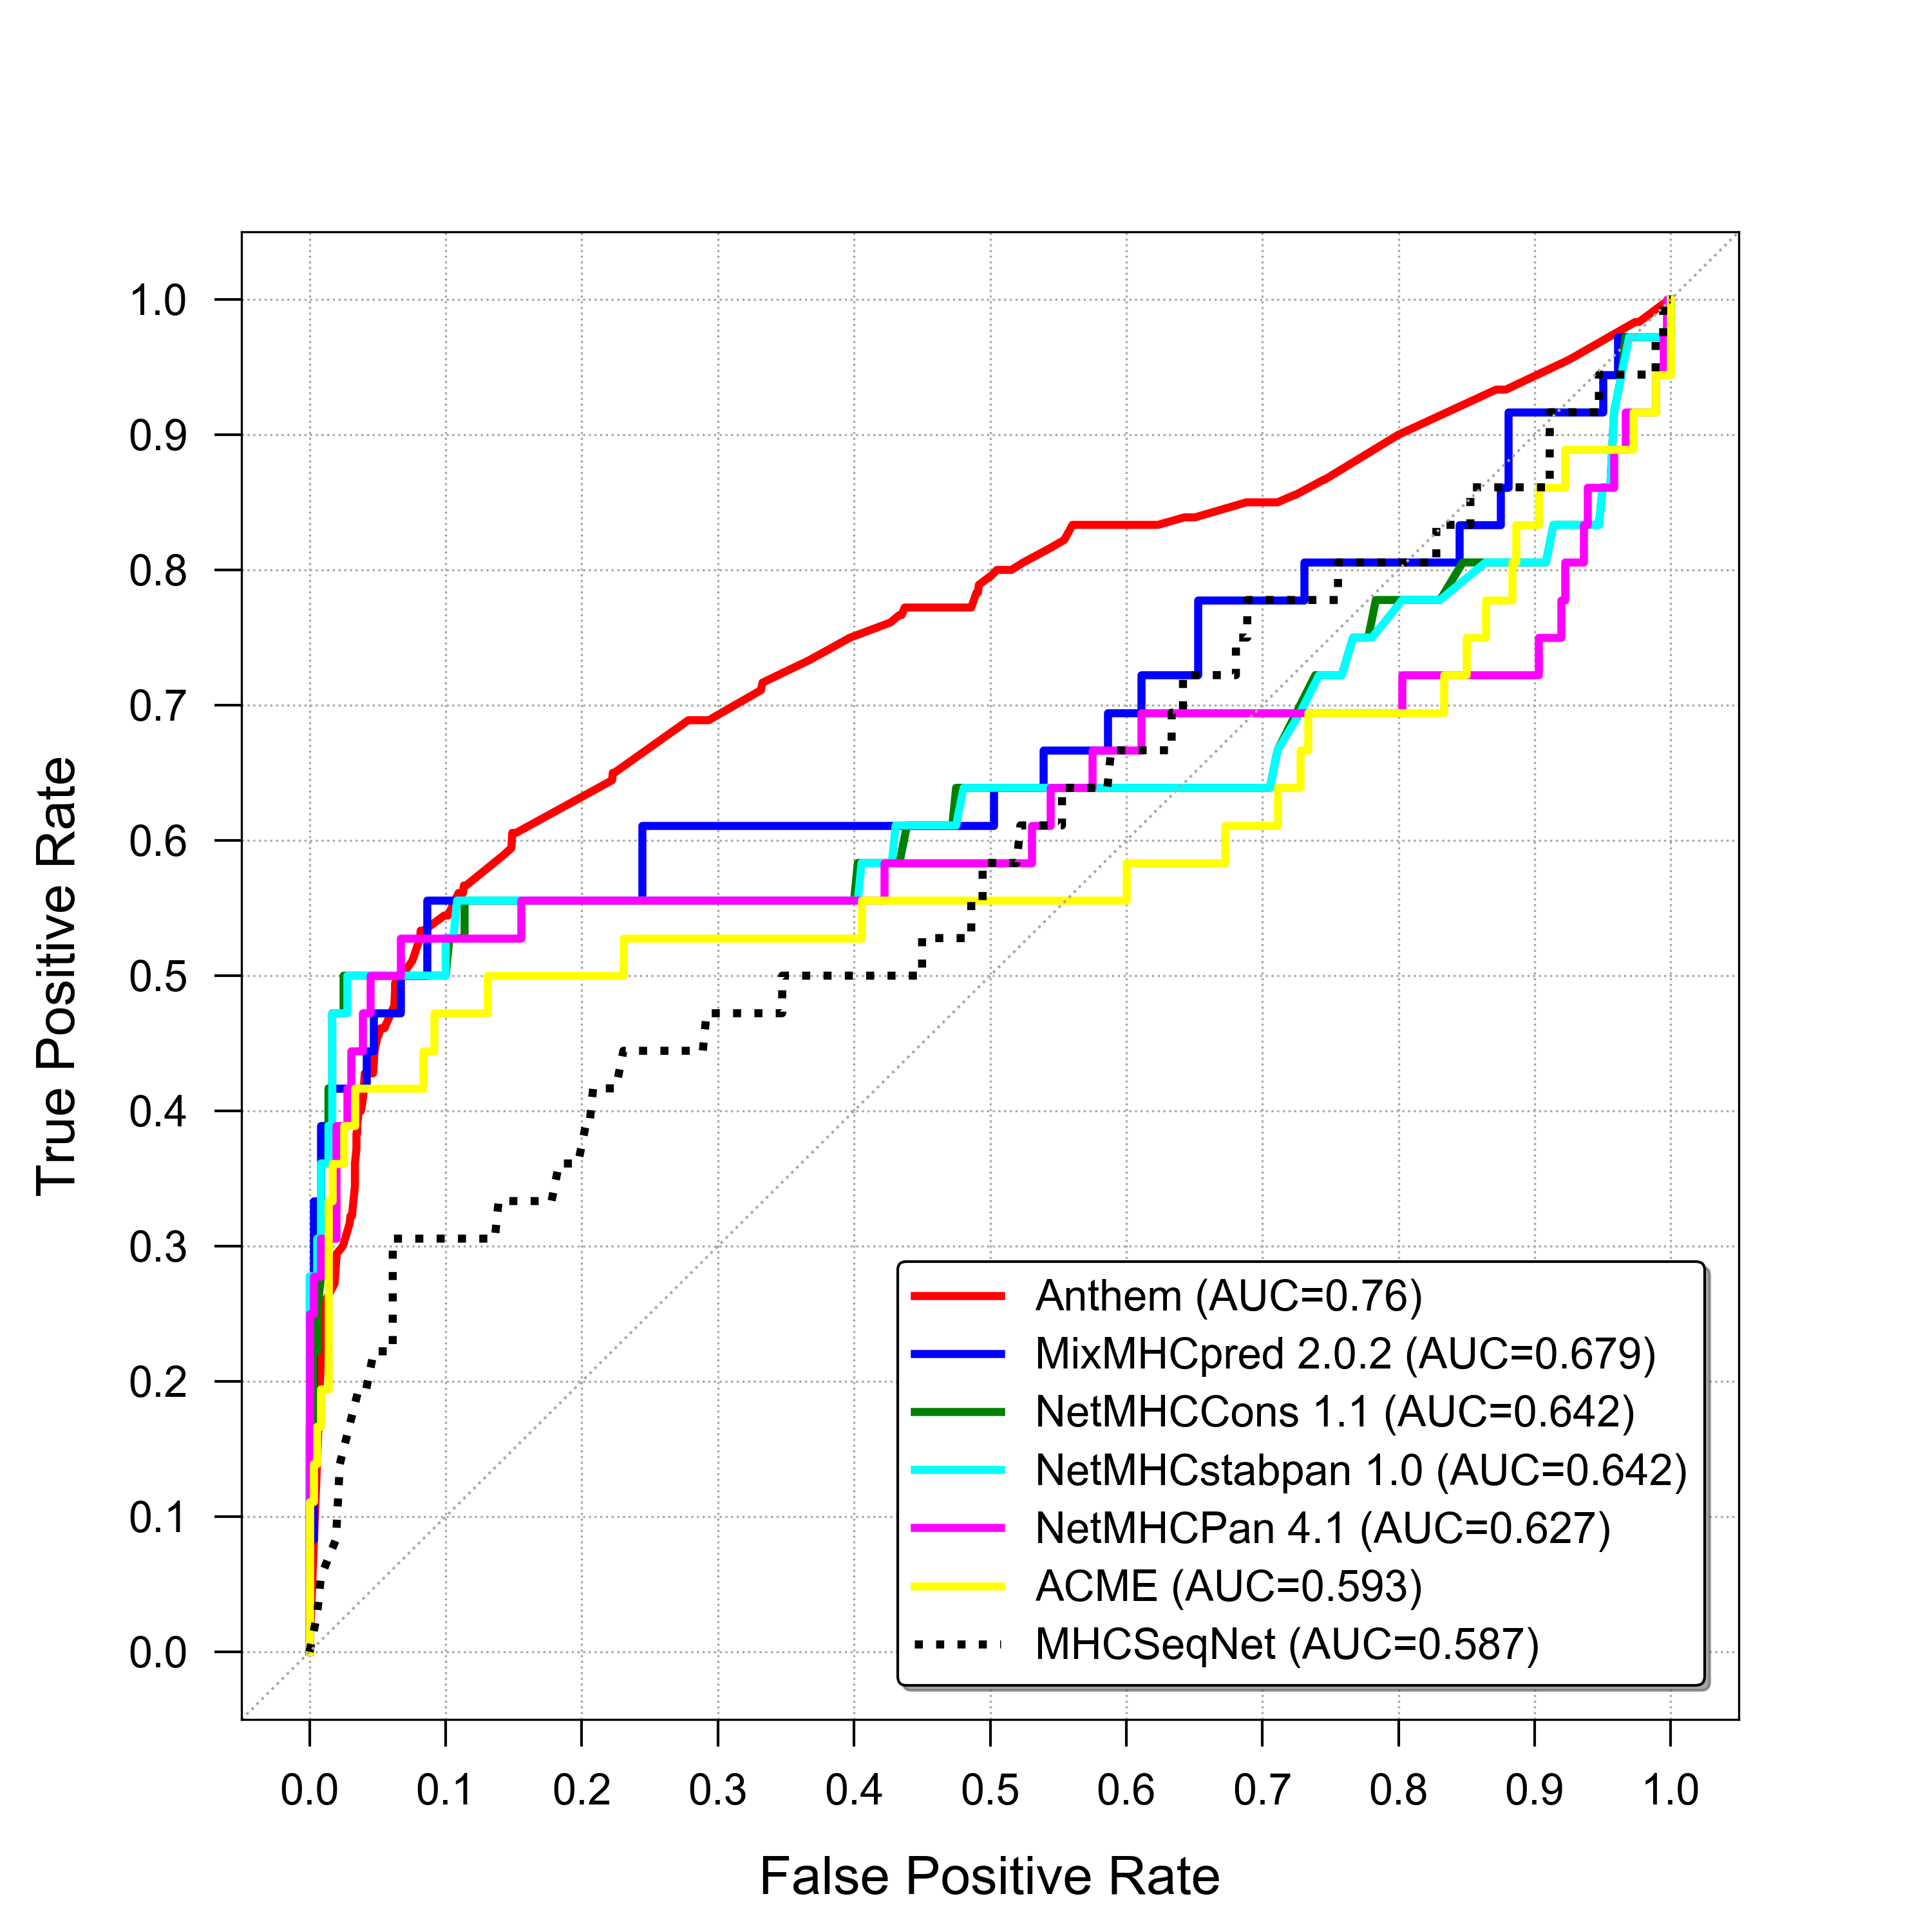 1.0
0.9
0.8
0.7
0.6
0.5
0.4
0.3
0.2
0.1
0.0
True Positive Rate
Anthem (AUC=0.76)
MixMHCpred 2.0.2 (AUC=0.679)
NetMHCCons 1.1 (AUC=0.642)
NetMHCstabpan 1.0 (AUC=0.642)
NetMHCPan 4.1 (AUC=0.627)
ACME (AUC=0.593)
MHCSeqNet (AUC=0.587)
0.0 0.1 0.2 0.3 0.4 0.5 0.6 0.7 0.8 0.9 1.0
False Positive Rate